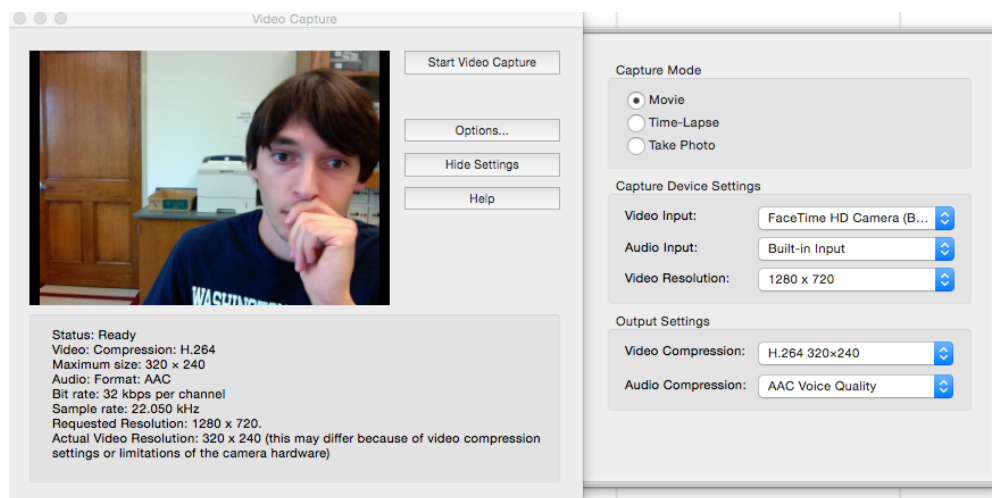 Video Capture
Start Video Capture
Options...
Hide Settings
Help
WASHINGTON
Status: Ready
Video: Compression: H.264
Maximum size: 320 × 240
Audio: Format: AAC
Bit rate: 32 kbps per channel
Sample rate: 22.050 kHz
Requested Resolution: 1280 x 720.
Actual Video Resolution: 320 x 240 (this may differ because of video compression
settings or limitations of the camera hardware)
Capture Mode
Movie
Time-Lapse
Take Photo
Capture Device Settings
Video Input: FaceTime HD Camera (B...
Audio Input: Built-in Input
Video Resolution: 1280 x 720
Output Settings
Video Compression: H.264 320×240
Audio Compression: AAC Voice Quality